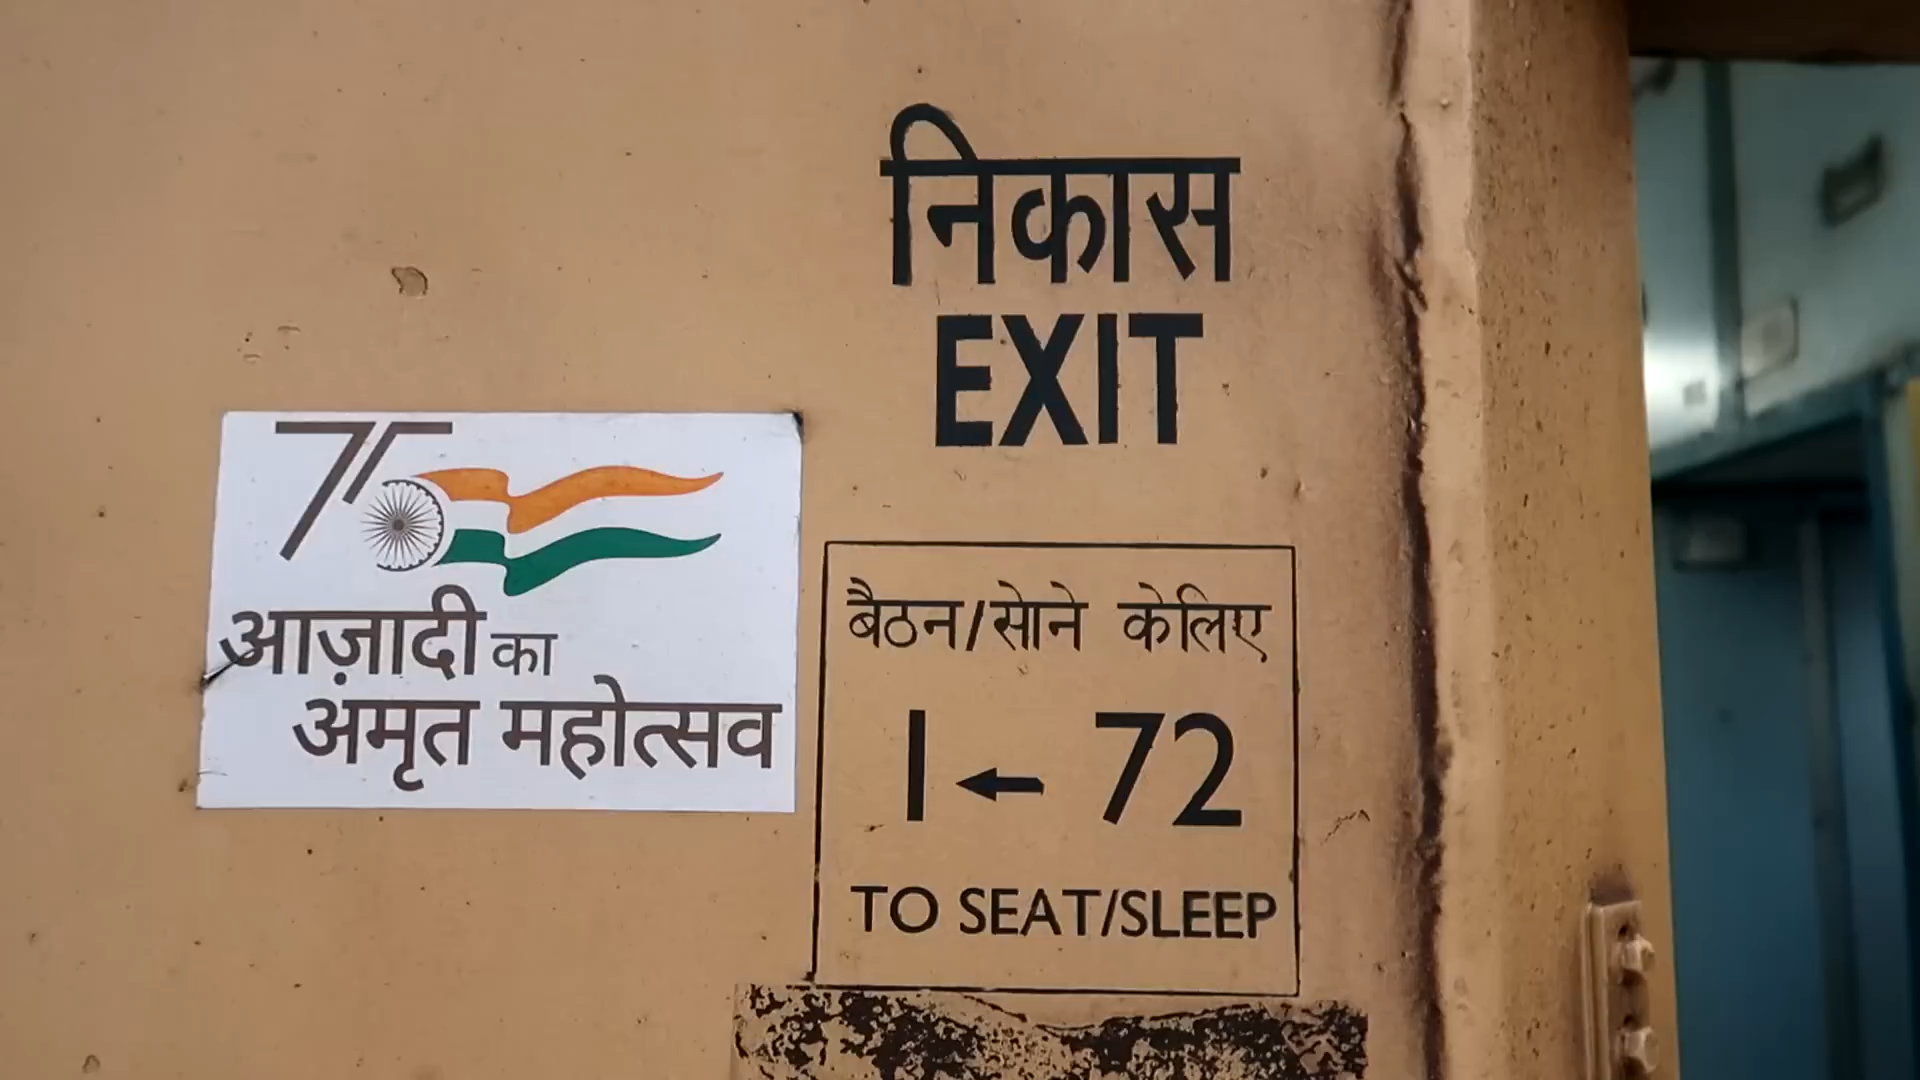 निकास
EXIT
75
आज़ादी का
अमृत महोत्सव
बैठन/सोने केलिए
1 ← 72
TO SEAT/SLEEP